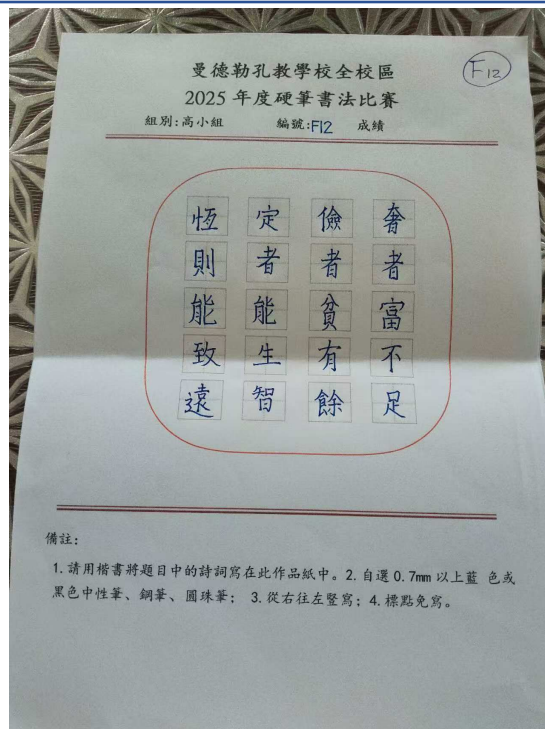 曼德勒孔教學校全校區
F12
2025 年度硬筆書法比賽
組別:高小組 編號:F12 成績
奢者富不足
儉者貧有餘
定者能生智
恆則能致遠
備註:
1.請用楷書將題目中的詩詞寫在此作品紙中。2.自選 0.7mm 以上藍 色或
黑色中性筆、鋼筆、圓珠筆; 3.從右往左豎寫;4.標點免寫。